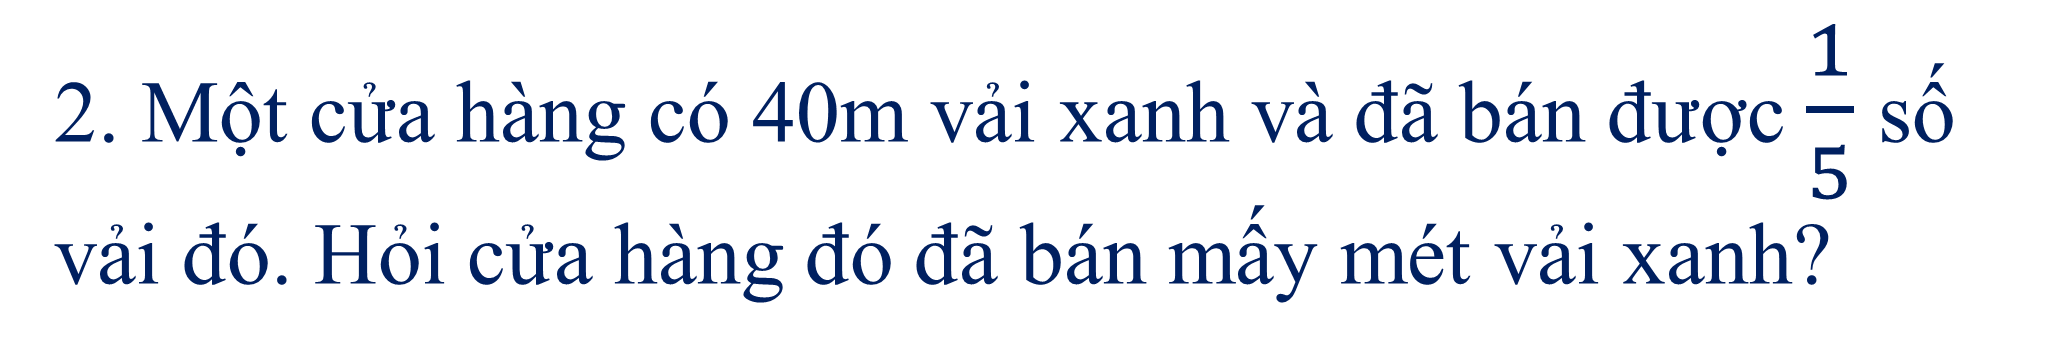 2. Một cửa hàng có 40m vải xanh và đã bán được 1/5 số
vải đó. Hỏi cửa hàng đó đã bán mấy mét vải xanh?